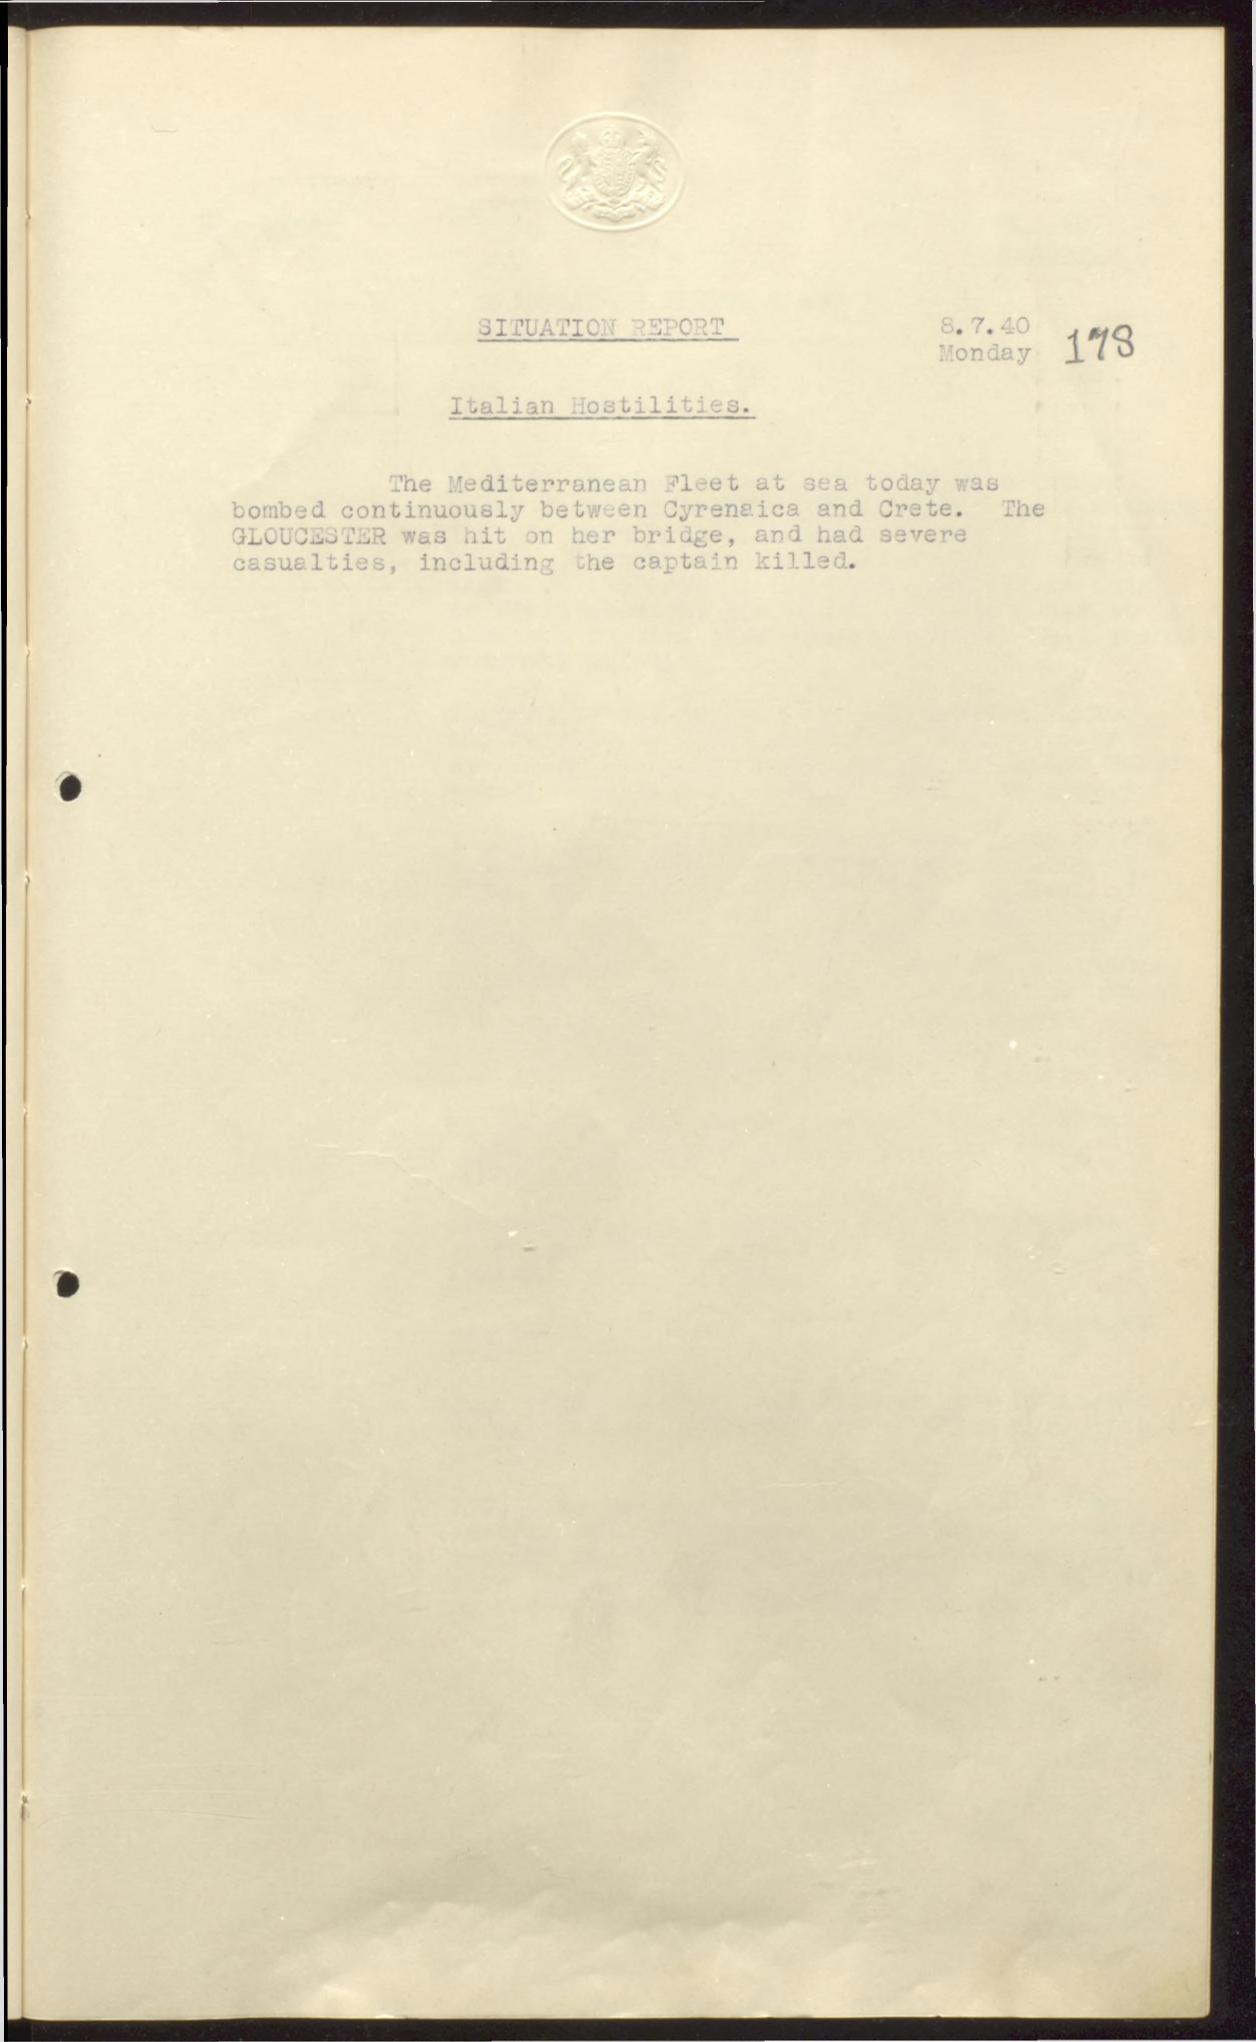 SITUATION REPORT
8.7.40
Monday
178
Italian Hostilities.
The Mediterranean Fleet at sea today was
bombed continuously between Cyrenaica and Crete. The
GLOUCESTER was hit on her bridge, and had severe
casualties, including the captain killed.